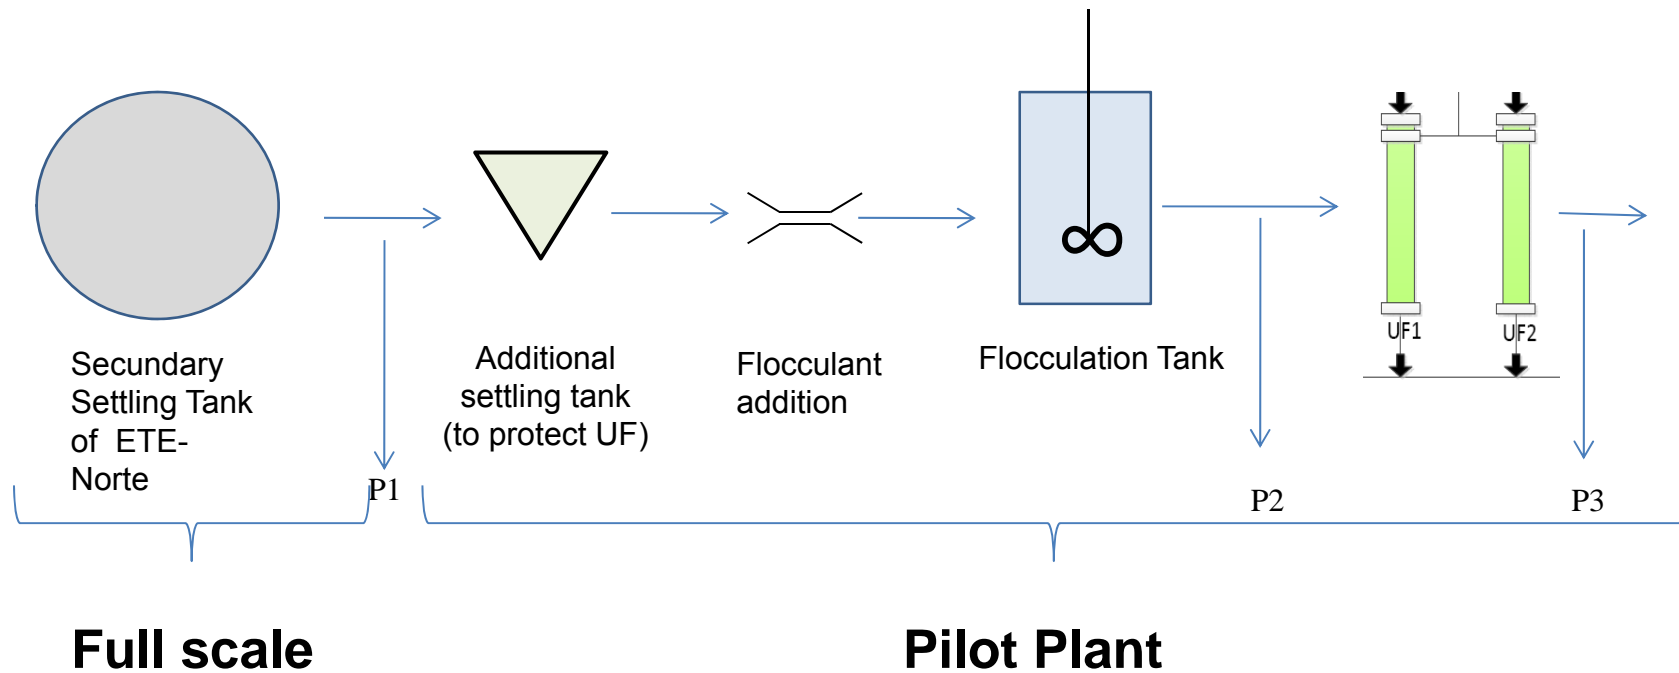 Secundary
Settling Tank
of ETE-
Norte
P1
Additional
settling tank
(to protect UF)
Flocculant
addition
Flocculation Tank
P2
UF1
UF2
P3
Full scale
Pilot Plant